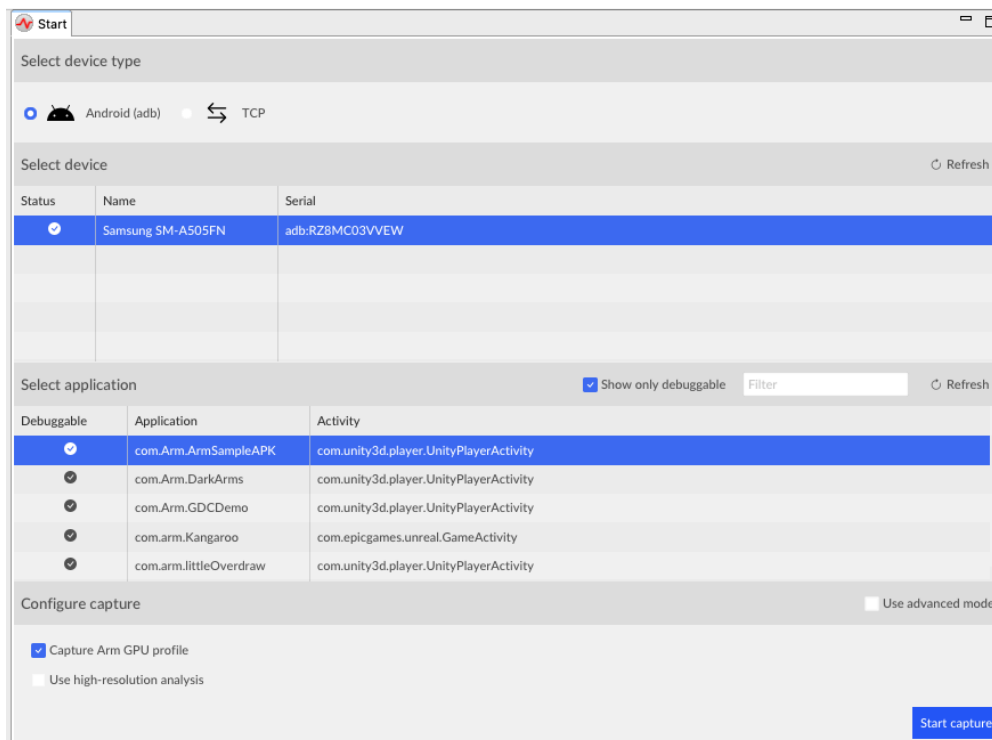 Start
Select device type
Android (adb) TCP
Select device Refresh
Status Name Serial
Samsung SM-A505FN adb:RZ8MC03VVEW
Select application Show only debuggable Filter Refresh
Debuggable Application Activity
com.Arm.ArmSampleAPK com.unity3d.player.UnityPlayerActivity
com.Arm.DarkArms com.unity3d.player.UnityPlayerActivity
com.Arm.GDCDemo com.unity3d.player.UnityPlayerActivity
com.arm.Kangaroo com.epicgames.unreal.GameActivity
com.arm.littleOverdraw com.unity3d.player.UnityPlayerActivity
Configure capture Use advanced mode
Capture Arm GPU profile
Use high-resolution analysis
Start capture